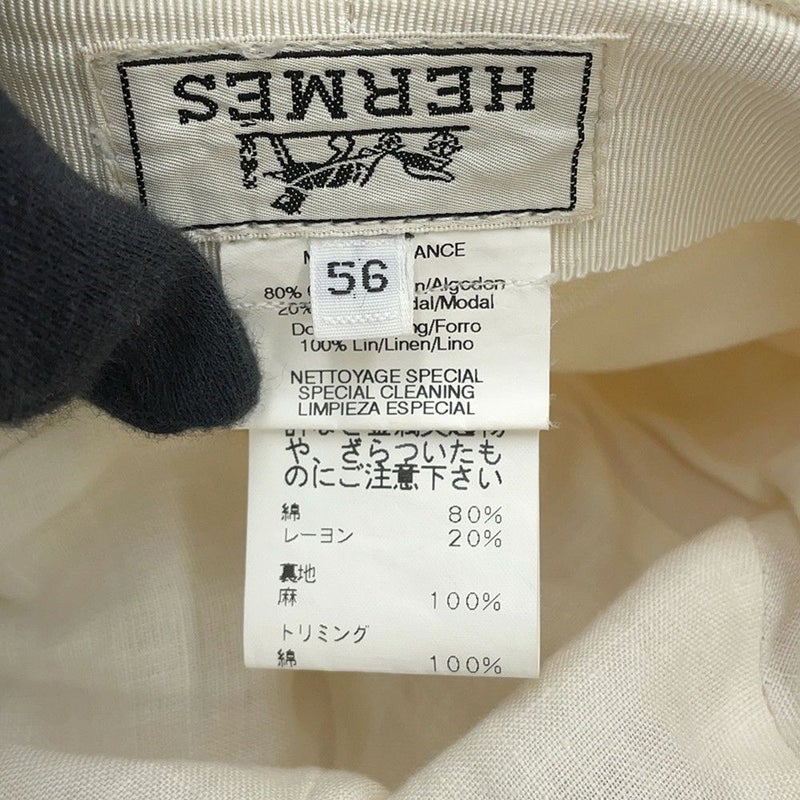 HERMES
56
ANCE
80% n/Algodon
20% dal/Modal
Do ng/Forro
100% Lin/Linen/Lino
NETTOYAGE SPECIAL
SPECIAL CLEANING
LIMPIEZA ESPECIAL
や、ざらついたも
のにご注意下さい
綿 80%
レーヨン 20%
裏地
麻 100%
トリミング
綿 100%